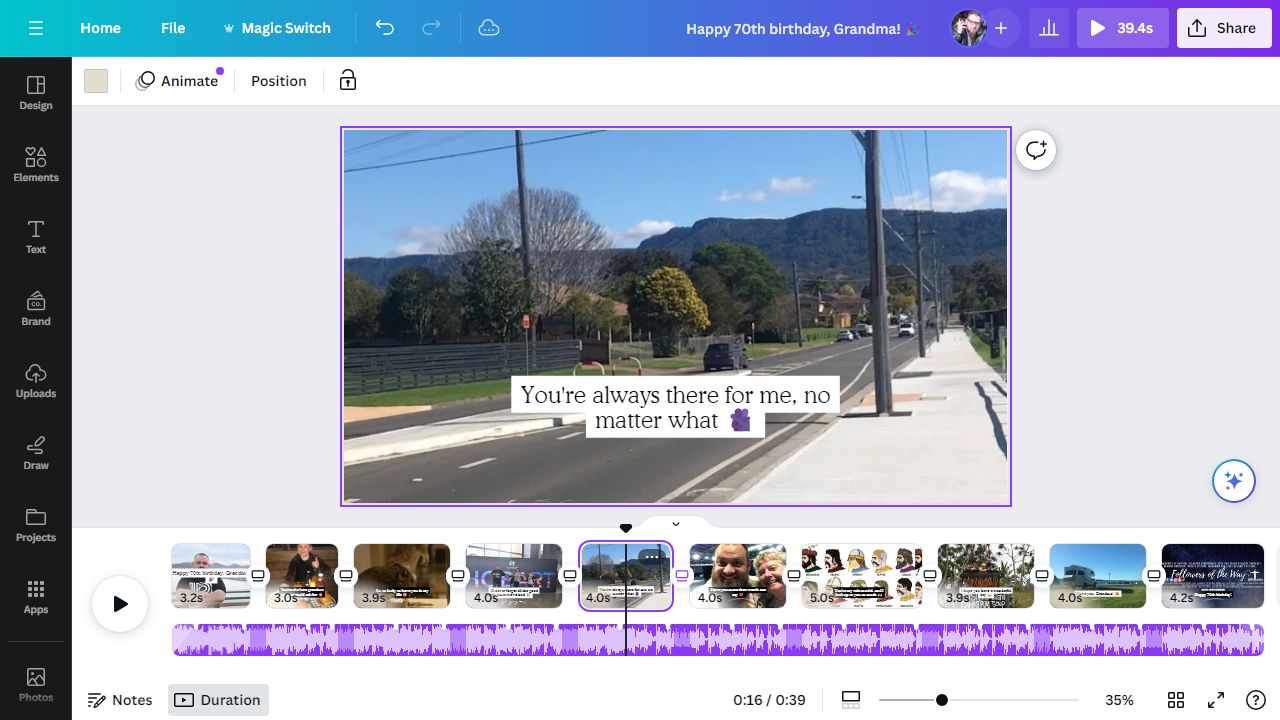 Home
File
Magic Switch
Happy 70th birthday, Grandma! 🎉
39.4s
Share
Design
Elements
Text
Brand
Uploads
Draw
Projects
Apps
Photos
Animate
Position
You're always there for me, no
matter what
3.2s
3.0s
3.9s
4.0s
4.0s
4.0s
5.0s
3.9s
4.0s
4.2s
Followers of the Way
Notes
Duration
0:16 / 0:39
35%